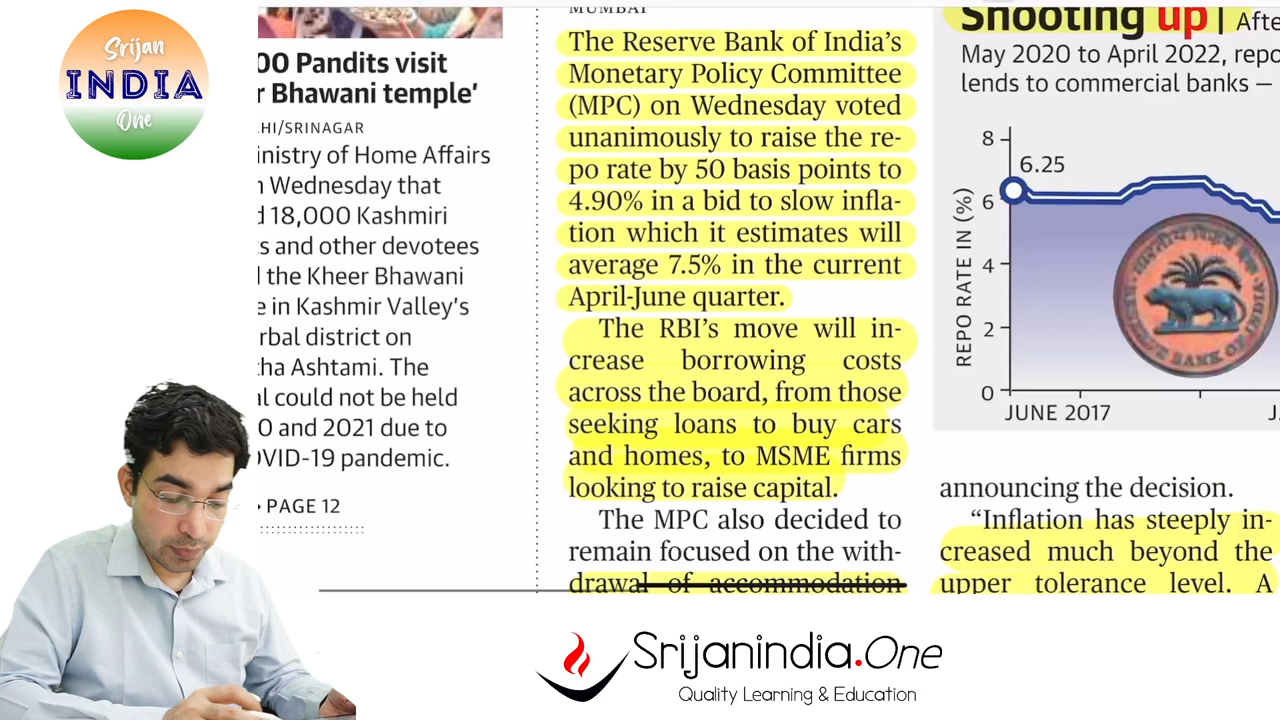 Srijan
INDIA
One
00 Pandits visit
r Bhawani temple’
HI/SRINAGAR
inistry of Home Affairs
n Wednesday that
d 18,000 Kashmiri
s and other devotees
l the Kheer Bhawani
e in Kashmir Valley’s
rbal district on
ha Ashtami. The
al could not be held
0 and 2021 due to
OVID-19 pandemic.
PAGE 12
MUMBAI
The Reserve Bank of India’s
Monetary Policy Committee
(MPC) on Wednesday voted
unanimously to raise the re-
po rate by 50 basis points to
4.90% in a bid to slow infla-
tion which it estimates will
average 7.5% in the current
April-June quarter.
The RBI’s move will in-
crease borrowing costs
across the board, from those
seeking loans to buy cars
and homes, to MSME firms
looking to raise capital.
The MPC also decided to
remain focused on the with-
drawal of accommodation
Shooting up | Afte
May 2020 to April 2022, repo
lends to commercial banks —
8
6.25
6
4
2
0
REPO RATE IN (%)
JUNE 2017
J
announcing the decision.
“Inflation has steeply in-
creased much beyond the
upper tolerance level. A
Srijanindia.One
Quality Learning & Education